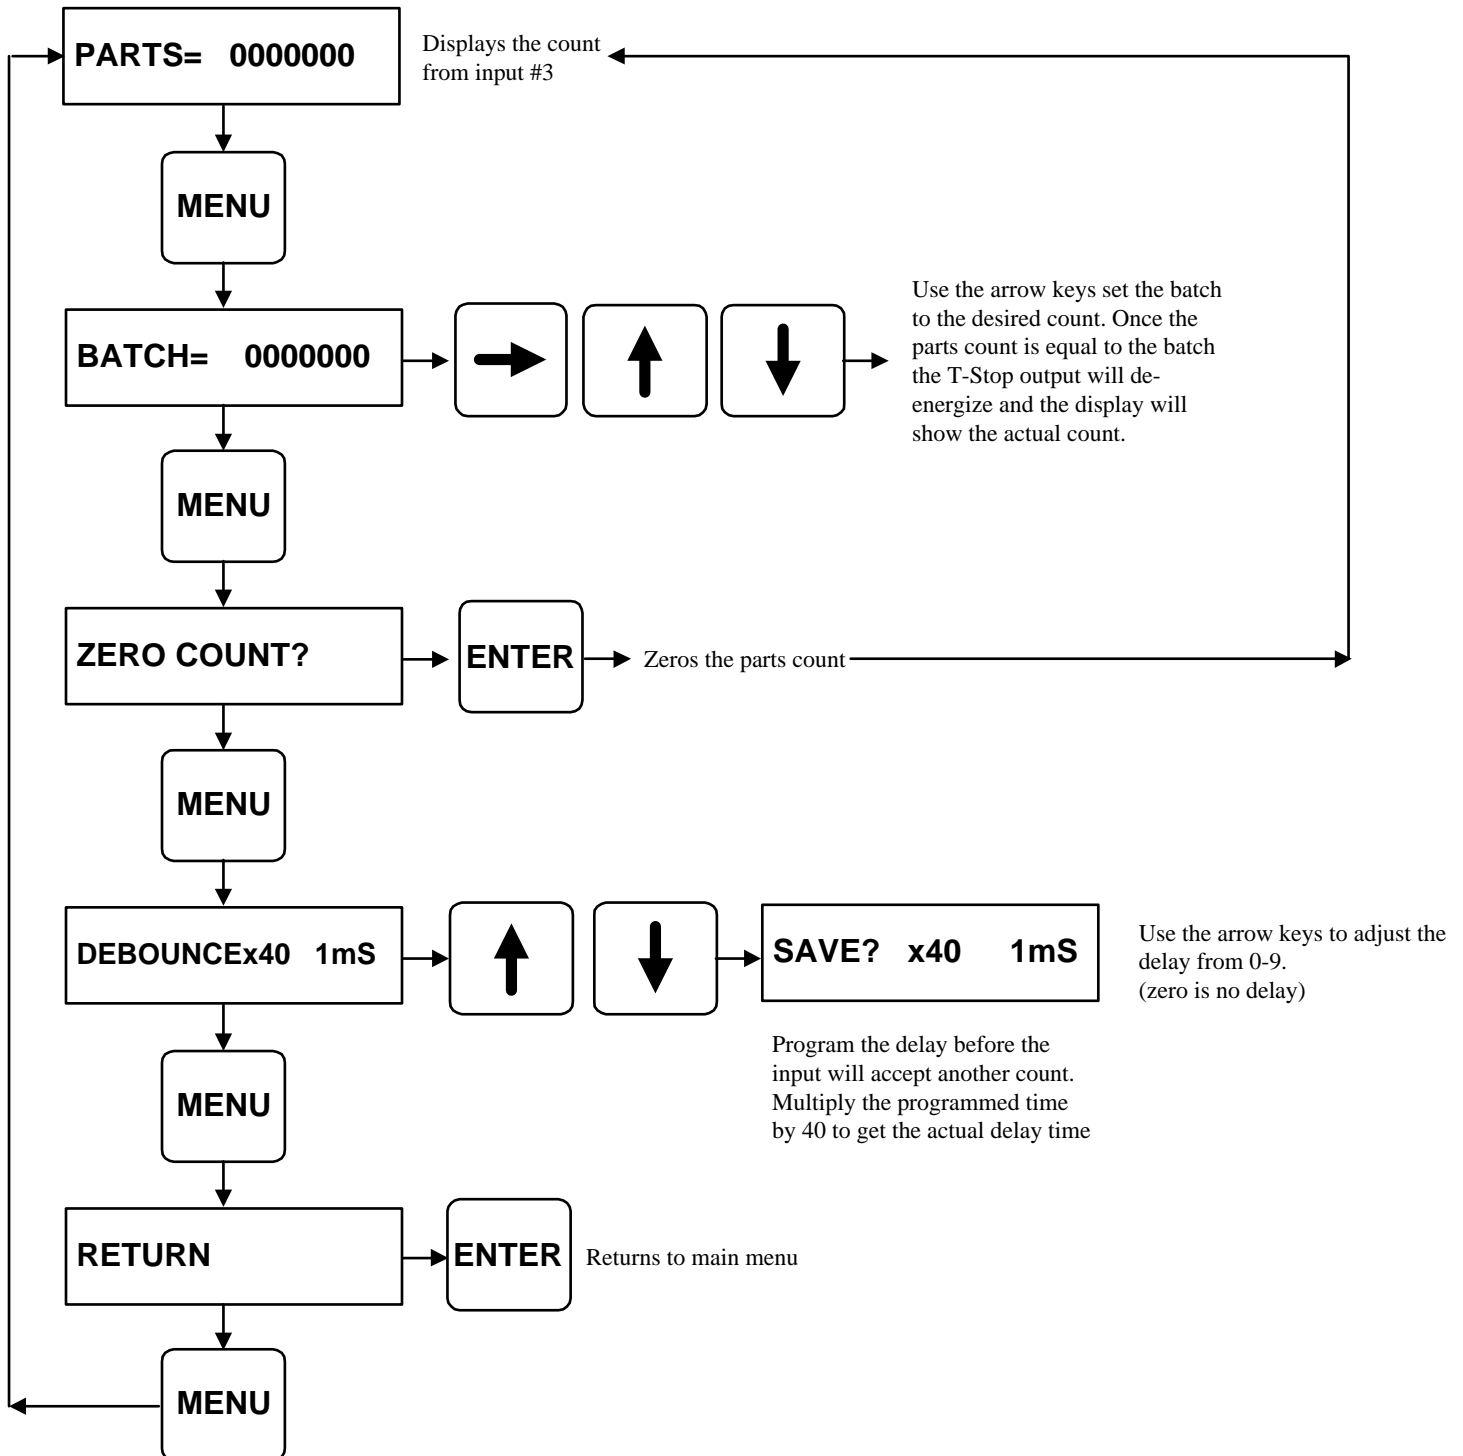 PARTS= 0000000
Displays the count
from input #3
MENU
BATCH= 0000000
Use the arrow keys set the batch
to the desired count. Once the
parts count is equal to the batch
the T-Stop output will de-
energize and the display will
show the actual count.
MENU
ZERO COUNT?
ENTER
Zeros the parts count
MENU
DEBOUNCEx40 1mS
SAVE? x40 1mS
Use the arrow keys to adjust the
delay from 0-9.
(zero is no delay)
Program the delay before the
input will accept another count.
Multiply the programmed time
by 40 to get the actual delay time
MENU
RETURN
ENTER
Returns to main menu
MENU